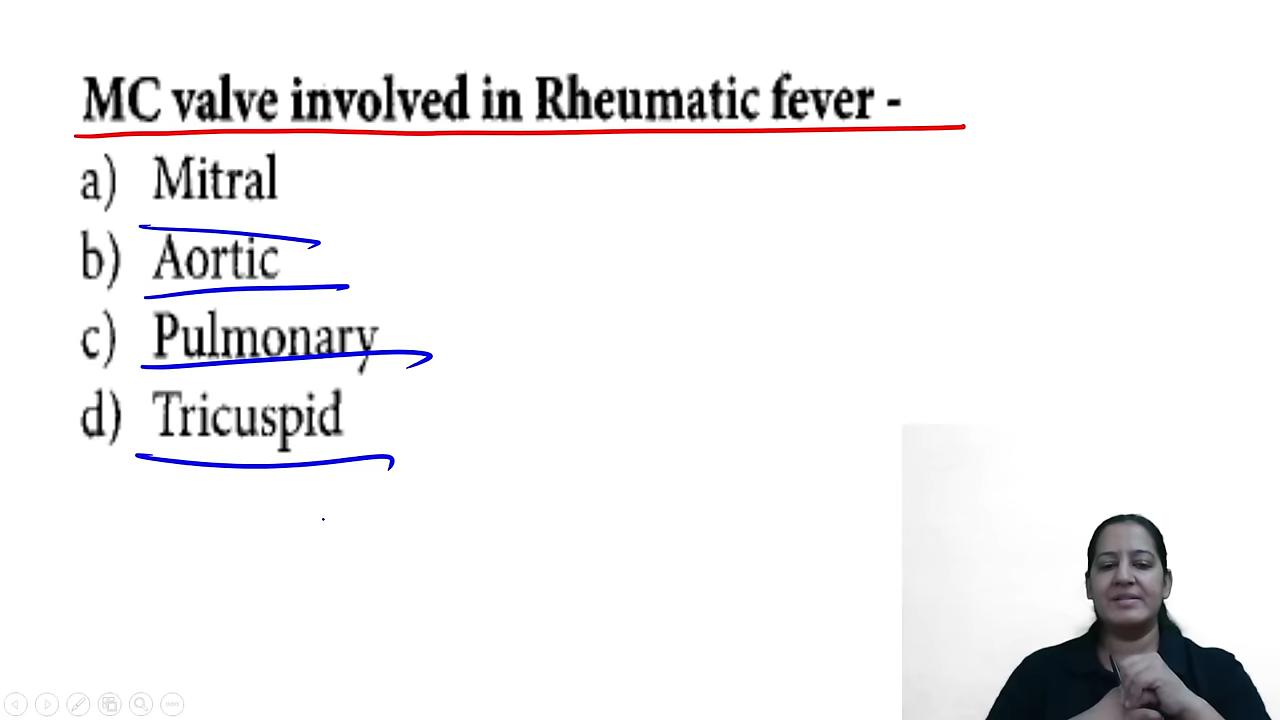 MC valve involved in Rheumatic fever -
a) Mitral
b) Aortic
c) Pulmonary
d) Tricuspid